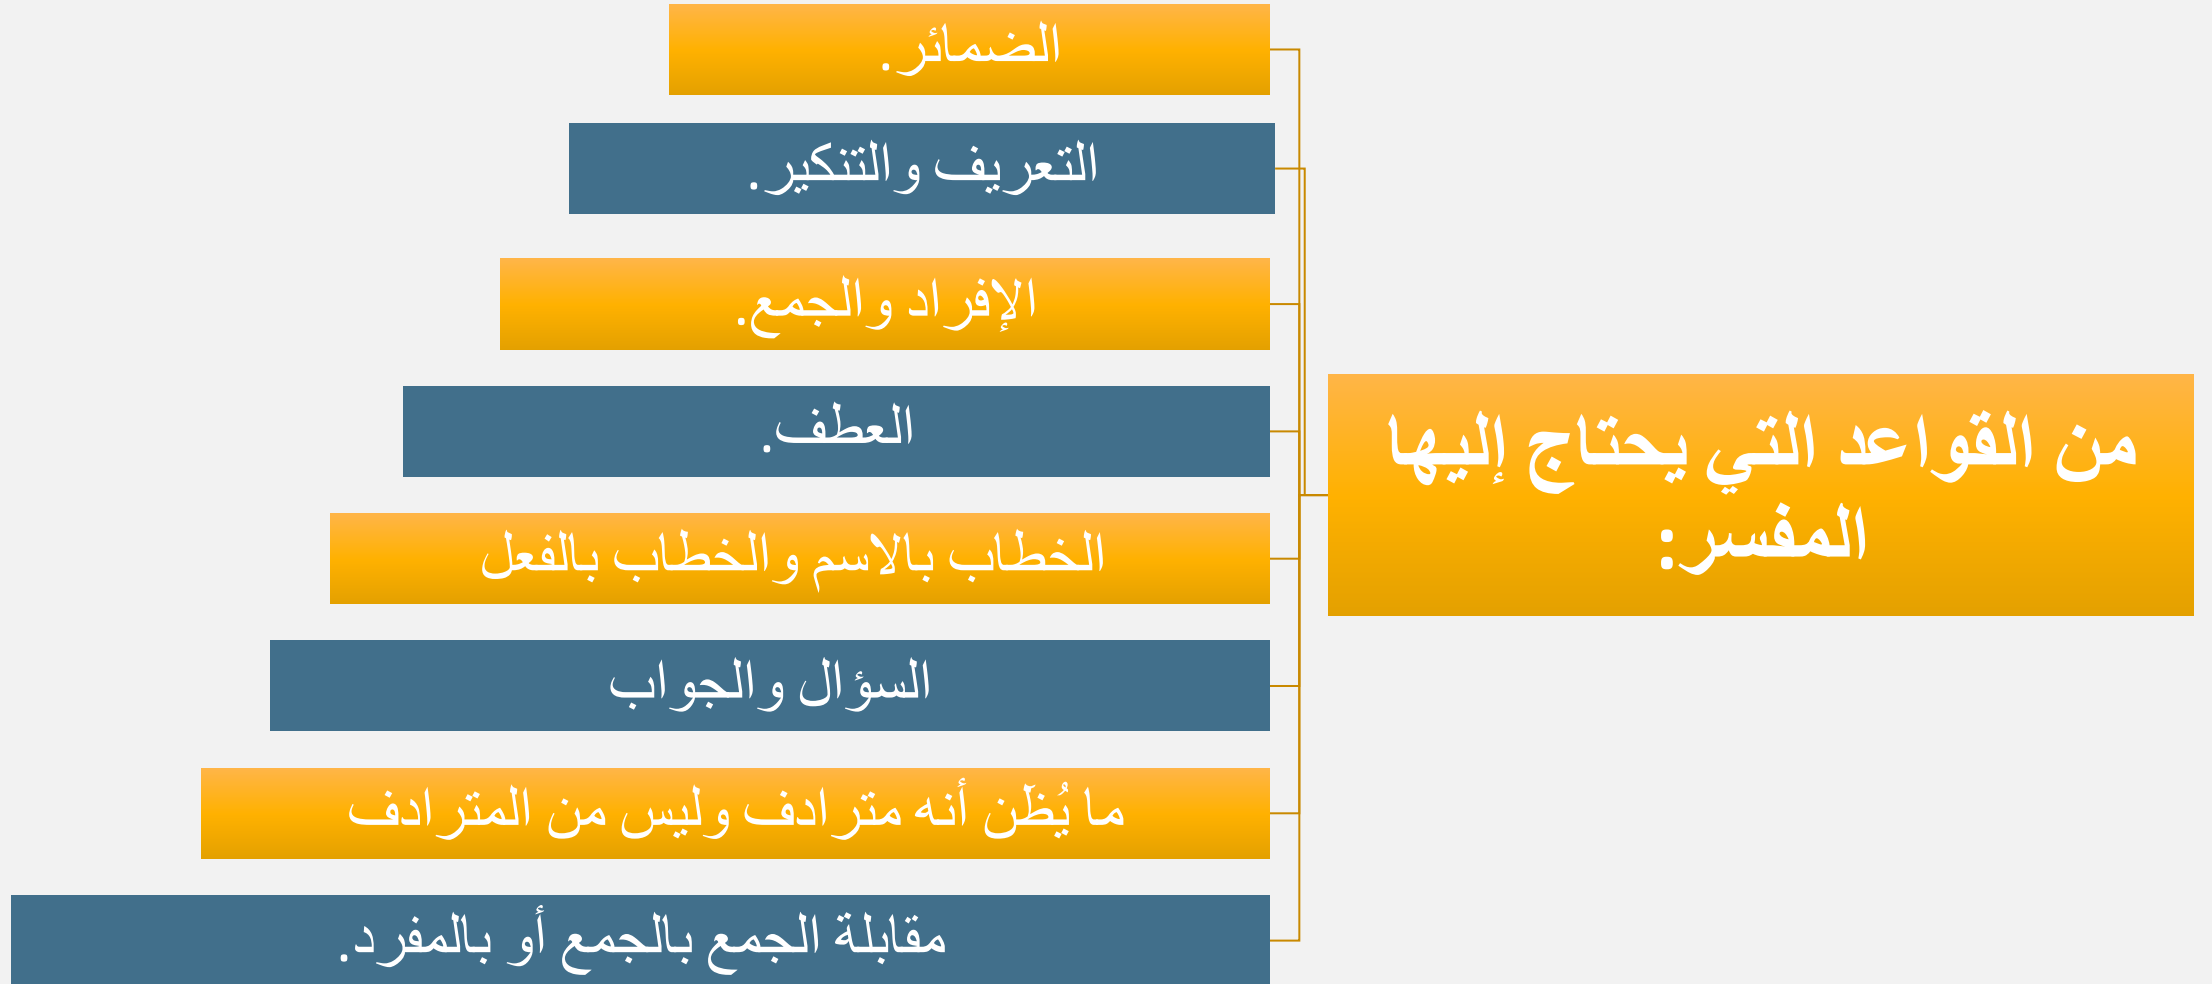 من القواعد التي يحتاج إليها
المفسر:
الضمائر.
التعريف والتنكير.
الإفراد والجمع.
العطف.
الخطاب بالاسم والخطاب بالفعل
السؤال والجواب
ما يُظّن أنه مترادف وليس من المترادف
مقابلة الجمع بالجمع أو بالمفرد.